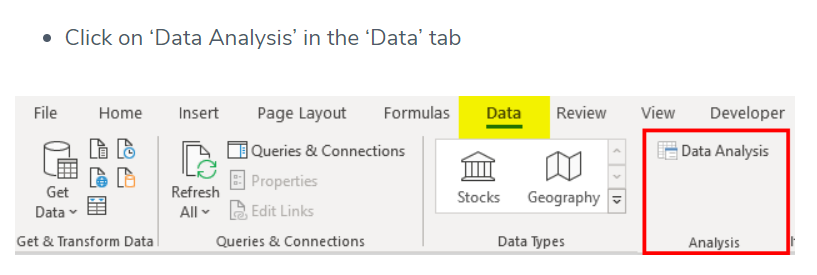 Click on ‘Data Analysis’ in the ‘Data’ tab
File Home Insert Page Layout Formulas Data Review View Developer
Queries & Connections
Data Analysis
Properties
Get
Data
Refresh
All
Edit Links
Stocks Geography
Get & Transform Data Queries & Connections Data Types Analysis